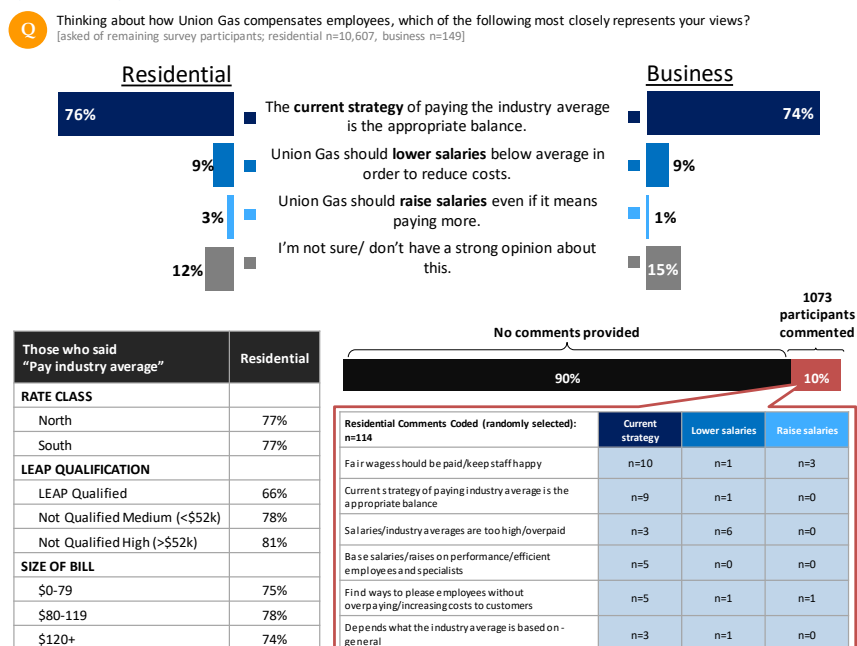 Q
Thinking about how Union Gas compensates employees, which of the following most closely represents your views?
[asked of remaining survey participants; residential n=10,607, business n=149]
Residential
Business
76%
The current strategy of paying the industry average
is the appropriate balance.
74%
9%
Union Gas should lower salaries below average in
order to reduce costs.
9%
3%
Union Gas should raise salaries even if it means
paying more.
1%
12%
I'm not sure/ don't have a strong opinion about
this.
15%
1073
participants
commented
No comments provided
90%
10%
Those who said
“Pay industry average”
Residential
RATE CLASS
North 77%
South 77%
LEAP QUALIFICATION
LEAP Qualified 66%
Not Qualified Medium (<$52k) 78%
Not Qualified High (>$52k) 81%
SIZE OF BILL
$0-79 75%
$80-119 78%
$120+ 74%
Residential Comments Coded (randomly selected):
n=114
Current
strategy
Lower salaries
Raise salaries
Fair wages should be paid/keep staff happy n=10 n=1 n=3
Current strategy of paying industry average is the
appropriate balance
n=9 n=1 n=0
Salaries/industry averages are too high/overpaid n=3 n=6 n=0
Base salaries/raises on performance/efficient
employees and specialists
n=5 n=0 n=0
Find ways to please employees without
overpaying/increasing costs to customers
n=5 n=1 n=1
Depends what the industry average is based on -
general
n=3 n=1 n=0